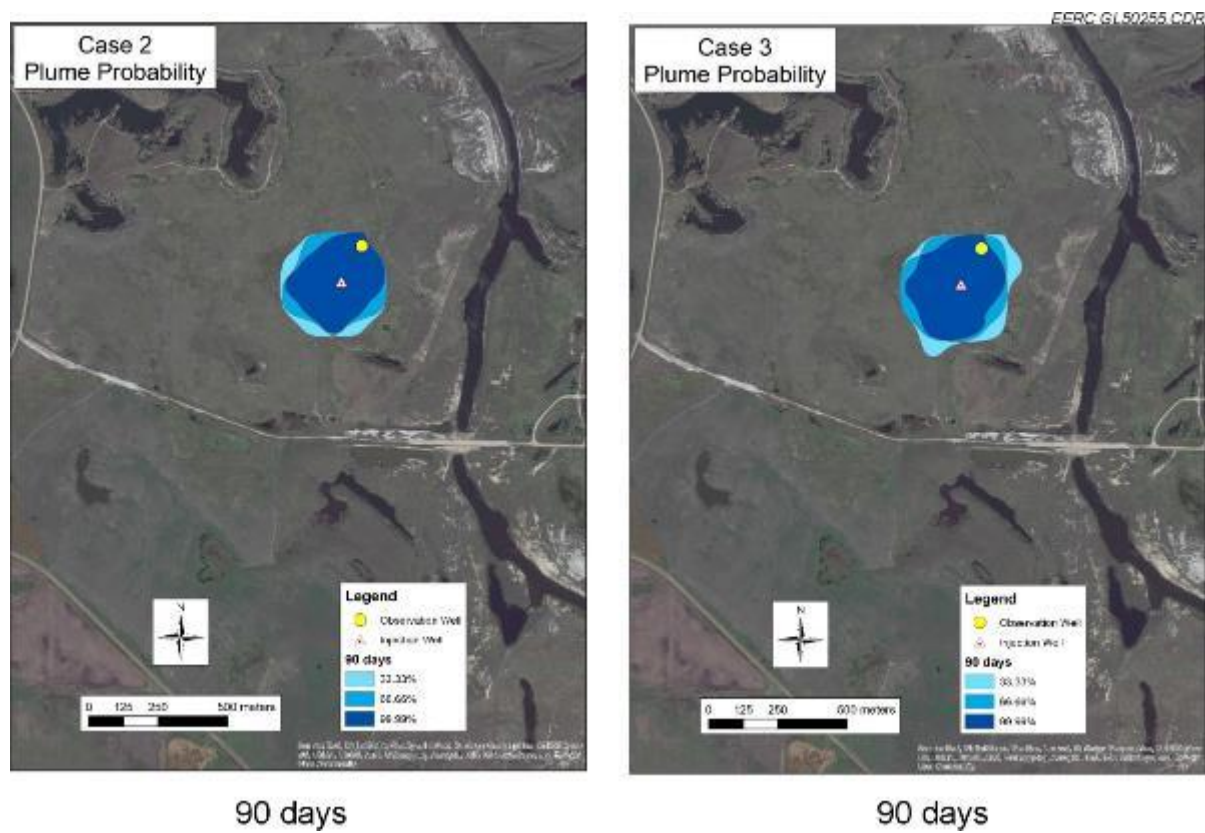 EERC GL50255.CDR
Case 2
Plume Probability
N
Legend
Observation Well
Injection Well
90 days
33.33%
66.66%
99.99%
0 125 250 500 meters
90 days
Case 3
Plume Probability
N
Legend
Observation Well
Injection Well
90 days
33.33%
66.66%
99.99%
0 125 250 500 meters
90 days